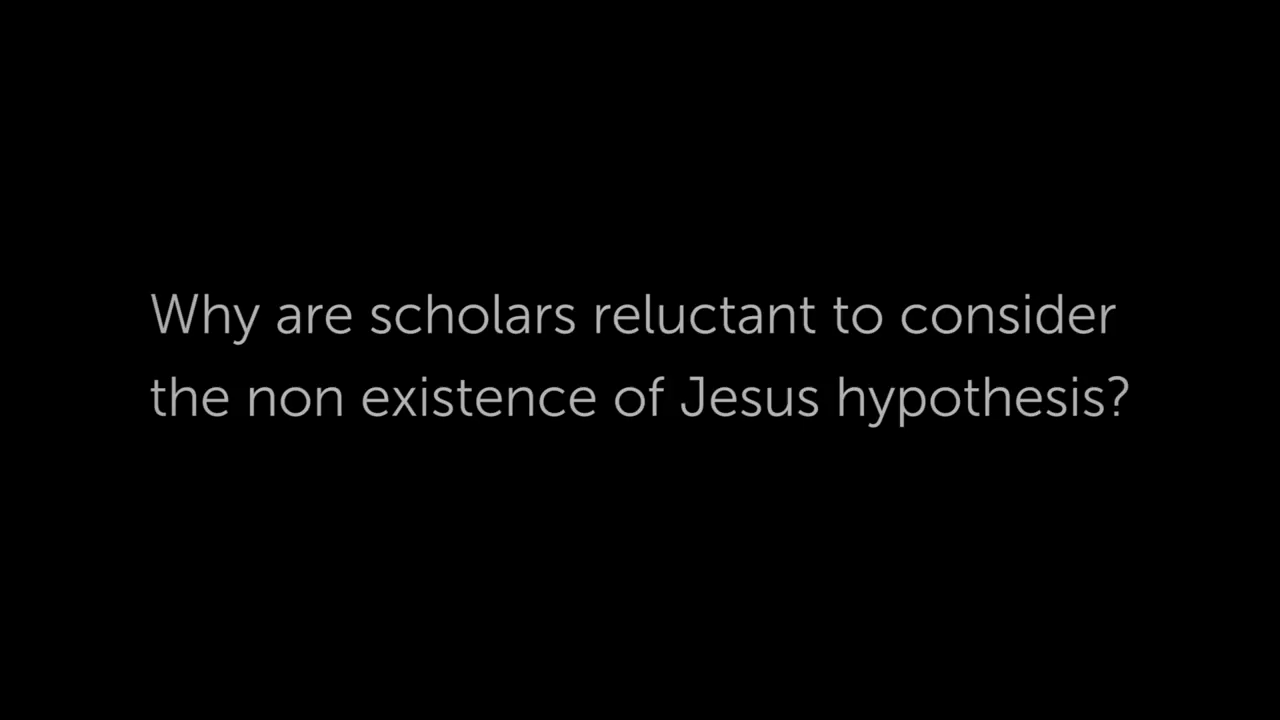 Why are scholars reluctant to consider
the non existence of Jesus hypothesis?